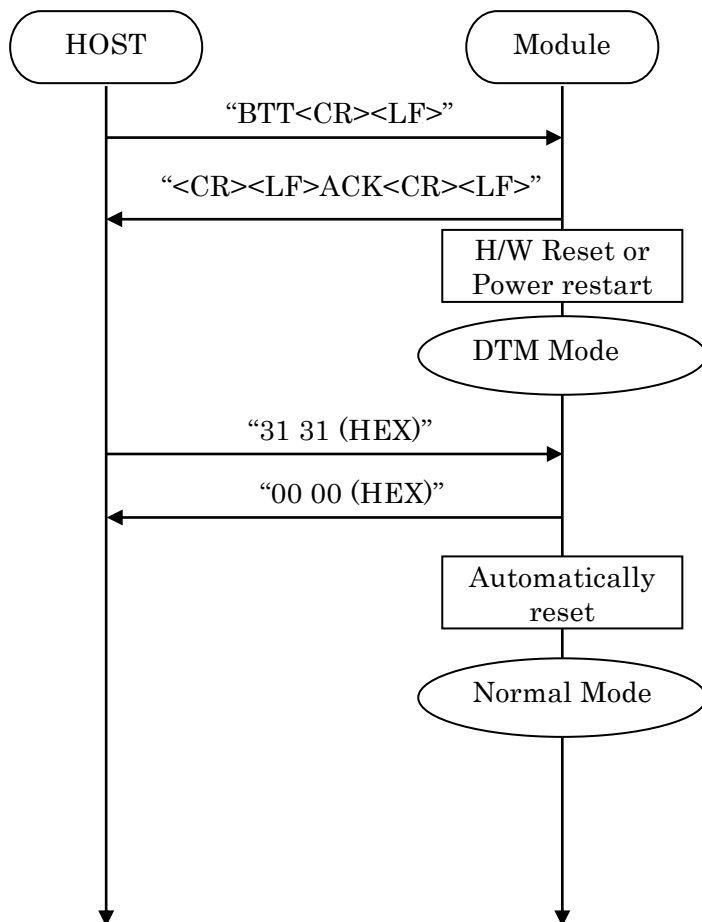 HOST
Module
“BTT<CR><LF>”
“<CR><LF>ACK<CR><LF>”
H/W Reset or
Power restart
DTM Mode
“31 31 (HEX)”
“00 00 (HEX)”
Automatically
reset
Normal Mode